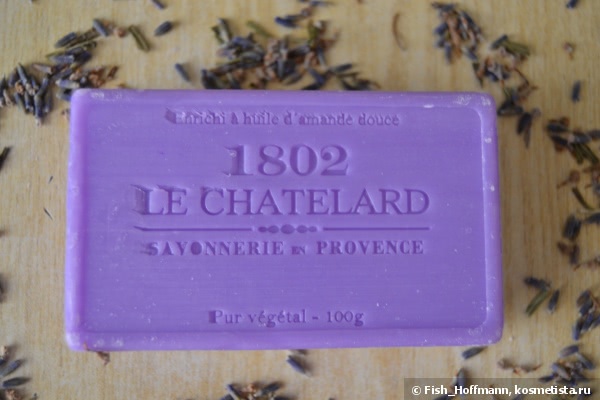 Enrichi à huile d'amande douce
1802
LE CHATELARD
SAVONNERIE EN PROVENCE
Pur végétal - 100g
© Fish_Hoffmann, kosmetista.ru